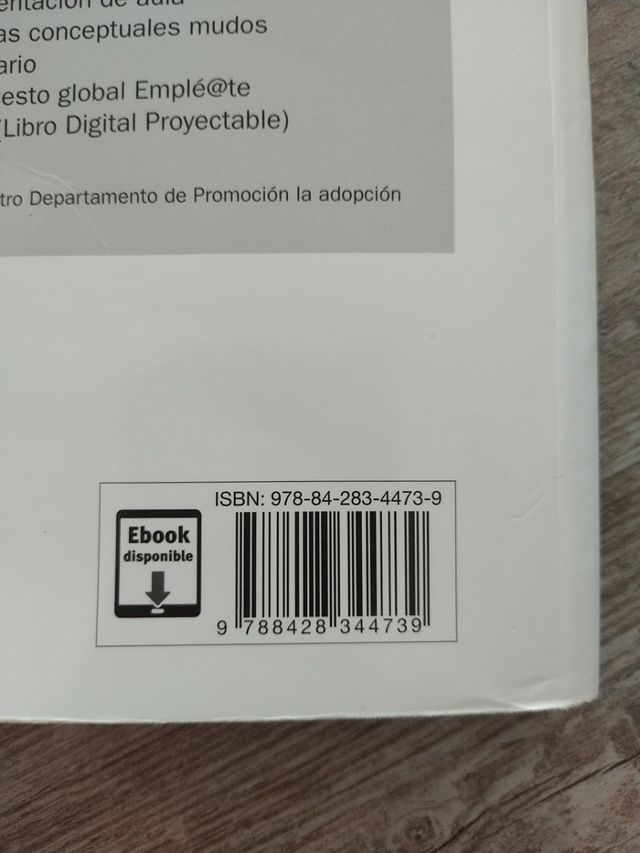 as conceptuales mudos
ario
esto global Emplé@te
(Libro Digital Proyectable)
tro Departamento de Promoción la adopción
ISBN: 978-84-283-4473-9
Ebook
disponible
9 788428 344739